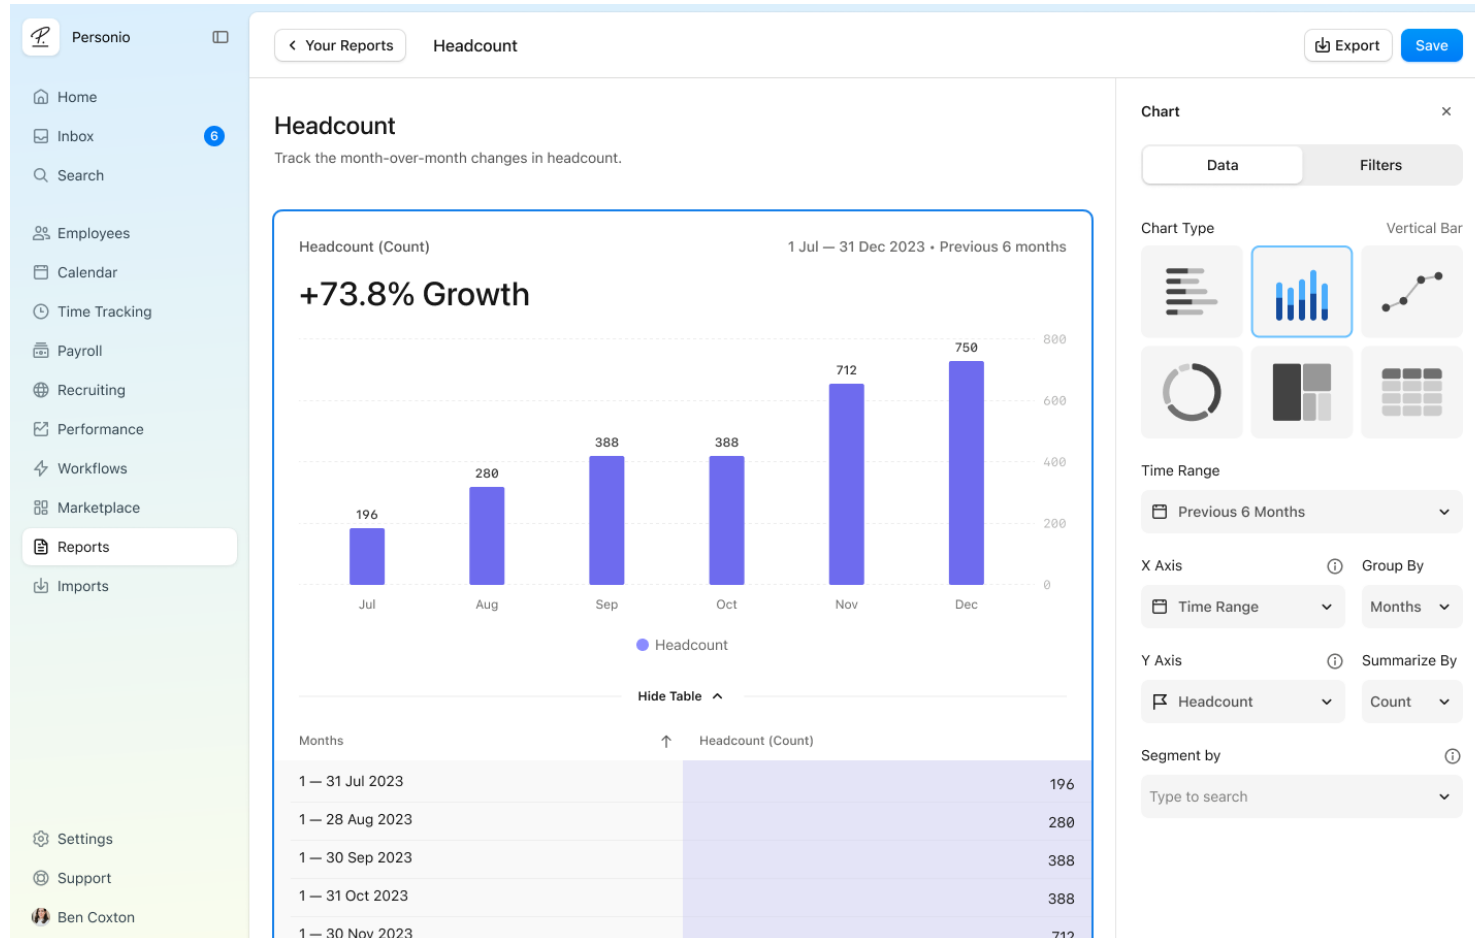 Personio
Home
Inbox
6
Search
Employees
Calendar
Time Tracking
Payroll
Recruiting
Performance
Workflows
Marketplace
Reports
Imports
Settings
Support
Ben Coxton
Your Reports
Headcount
Export
Save
Headcount
Track the month-over-month changes in headcount.
Headcount (Count)
1 Jul — 31 Dec 2023 • Previous 6 months
+73.8% Growth
800
600
400
200
0
196
280
388
388
712
750
Jul
Aug
Sep
Oct
Nov
Dec
Headcount
Hide Table
Months
Headcount (Count)
1 — 31 Jul 2023
196
1 — 28 Aug 2023
280
1 — 30 Sep 2023
388
1 — 31 Oct 2023
388
1 — 30 Nov 2023
712
Chart
Data
Filters
Chart Type
Vertical Bar
Time Range
Previous 6 Months
X Axis
Group By
Time Range
Months
Y Axis
Summarize By
Headcount
Count
Segment by
Type to search